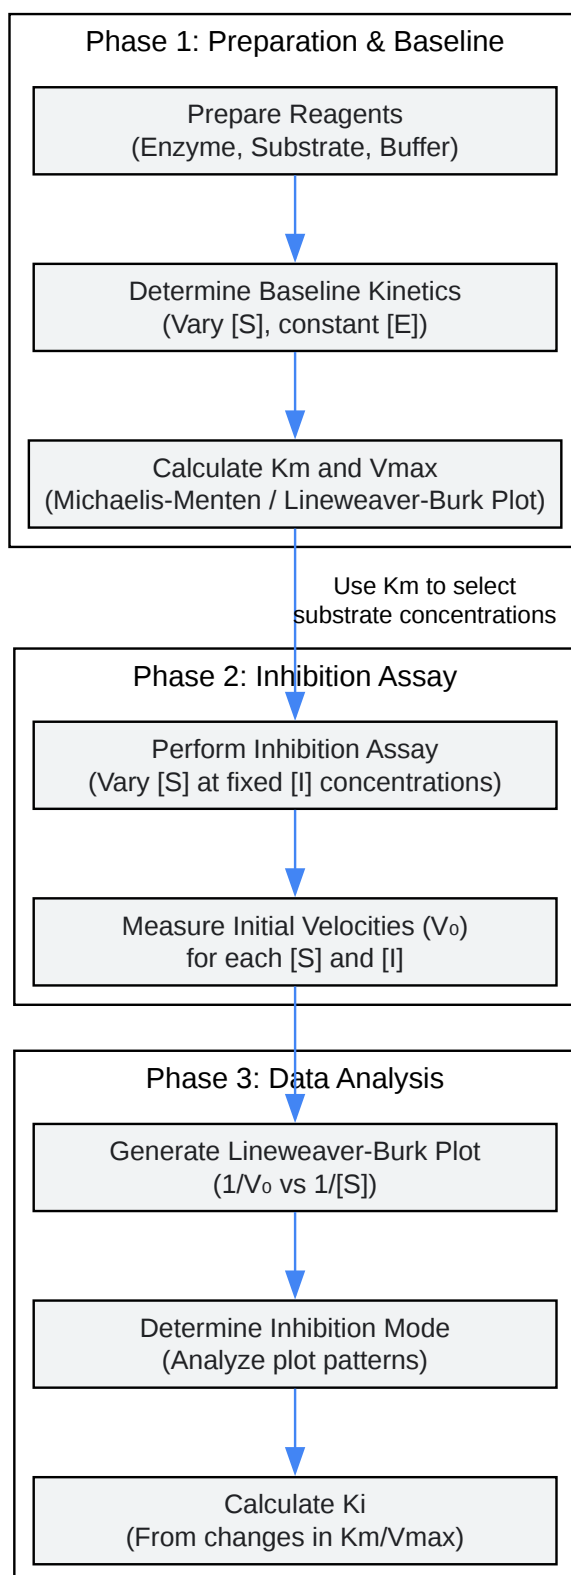 Phase 1: Preparation & Baseline
Prepare Reagents
(Enzyme, Substrate, Buffer)
Determine Baseline Kinetics
(Vary [S], constant [E])
Calculate Km and Vmax
(Michaelis-Menten / Lineweaver-Burk Plot)
Use Km to select
substrate concentrations
Phase 2: Inhibition Assay
Perform Inhibition Assay
(Vary [S] at fixed [I] concentrations)
Measure Initial Velocities (V₀)
for each [S] and [I]
Phase 3: Data Analysis
Generate Lineweaver-Burk Plot
(1/V₀ vs 1/[S])
Determine Inhibition Mode
(Analyze plot patterns)
Calculate Ki
(From changes in Km/Vmax)